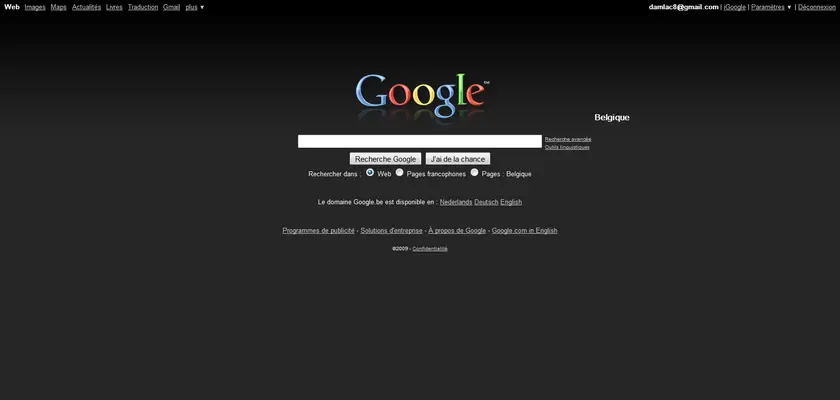 Web Images Maps Actualités Livres Traduction Gmail plus ▼ damlac8@gmail.com | iGoogle | Paramètres ▼ | Déconnexion
Google™
Belgique
Recherche avancée
Outils linguistiques
Recherche Google J'ai de la chance
Rechercher dans : Web Pages francophones Pages : Belgique
Le domaine Google.be est disponible en : Nederlands Deutsch English
Programmes de publicité - Solutions d'entreprise - À propos de Google - Google.com in English
©2009 - Confidentialité